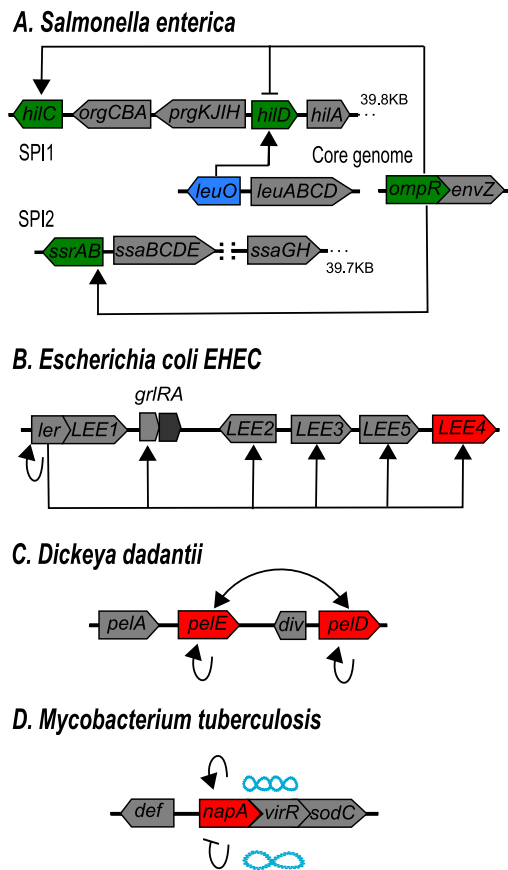 A. Salmonella enterica
hilC orgCBA prgKJIH hilD hilA 39.8KB ...
SPI1 Core genome
leuO leuABCD ompR envZ
SPI2
ssrAB ssaBCDE ssaGH ...
39.7KB
B. Escherichia coli EHEC
grlRA
ler LEE1 LEE2 LEE3 LEE5 LEE4
C. Dickeya dadantii
pelA pelE div pelD
D. Mycobacterium tuberculosis
def napA virR sodC